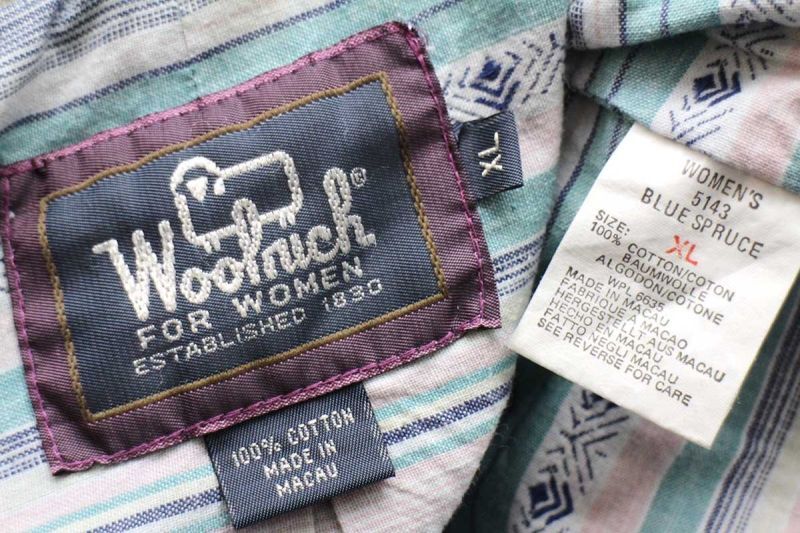 Woolrich®
FOR WOMEN
ESTABLISHED 1830
XL
100% COTTON
MADE IN
MACAU
WOMEN'S
5143
BLUE SPRUCE
SIZE: XL
100% COTTON/COTON
BAUMWOLLE
ALGODON/COTONE
WPL 6635
MADE IN MACAU
FABRIQUE A MACAO
HERGESTELLT AUS MACAU
HECHO EN MACAU
FATTO NEGLI MACAU
SEE REVERSE FOR CARE